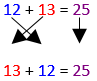 12 + 13 = 25
13 + 12 = 25